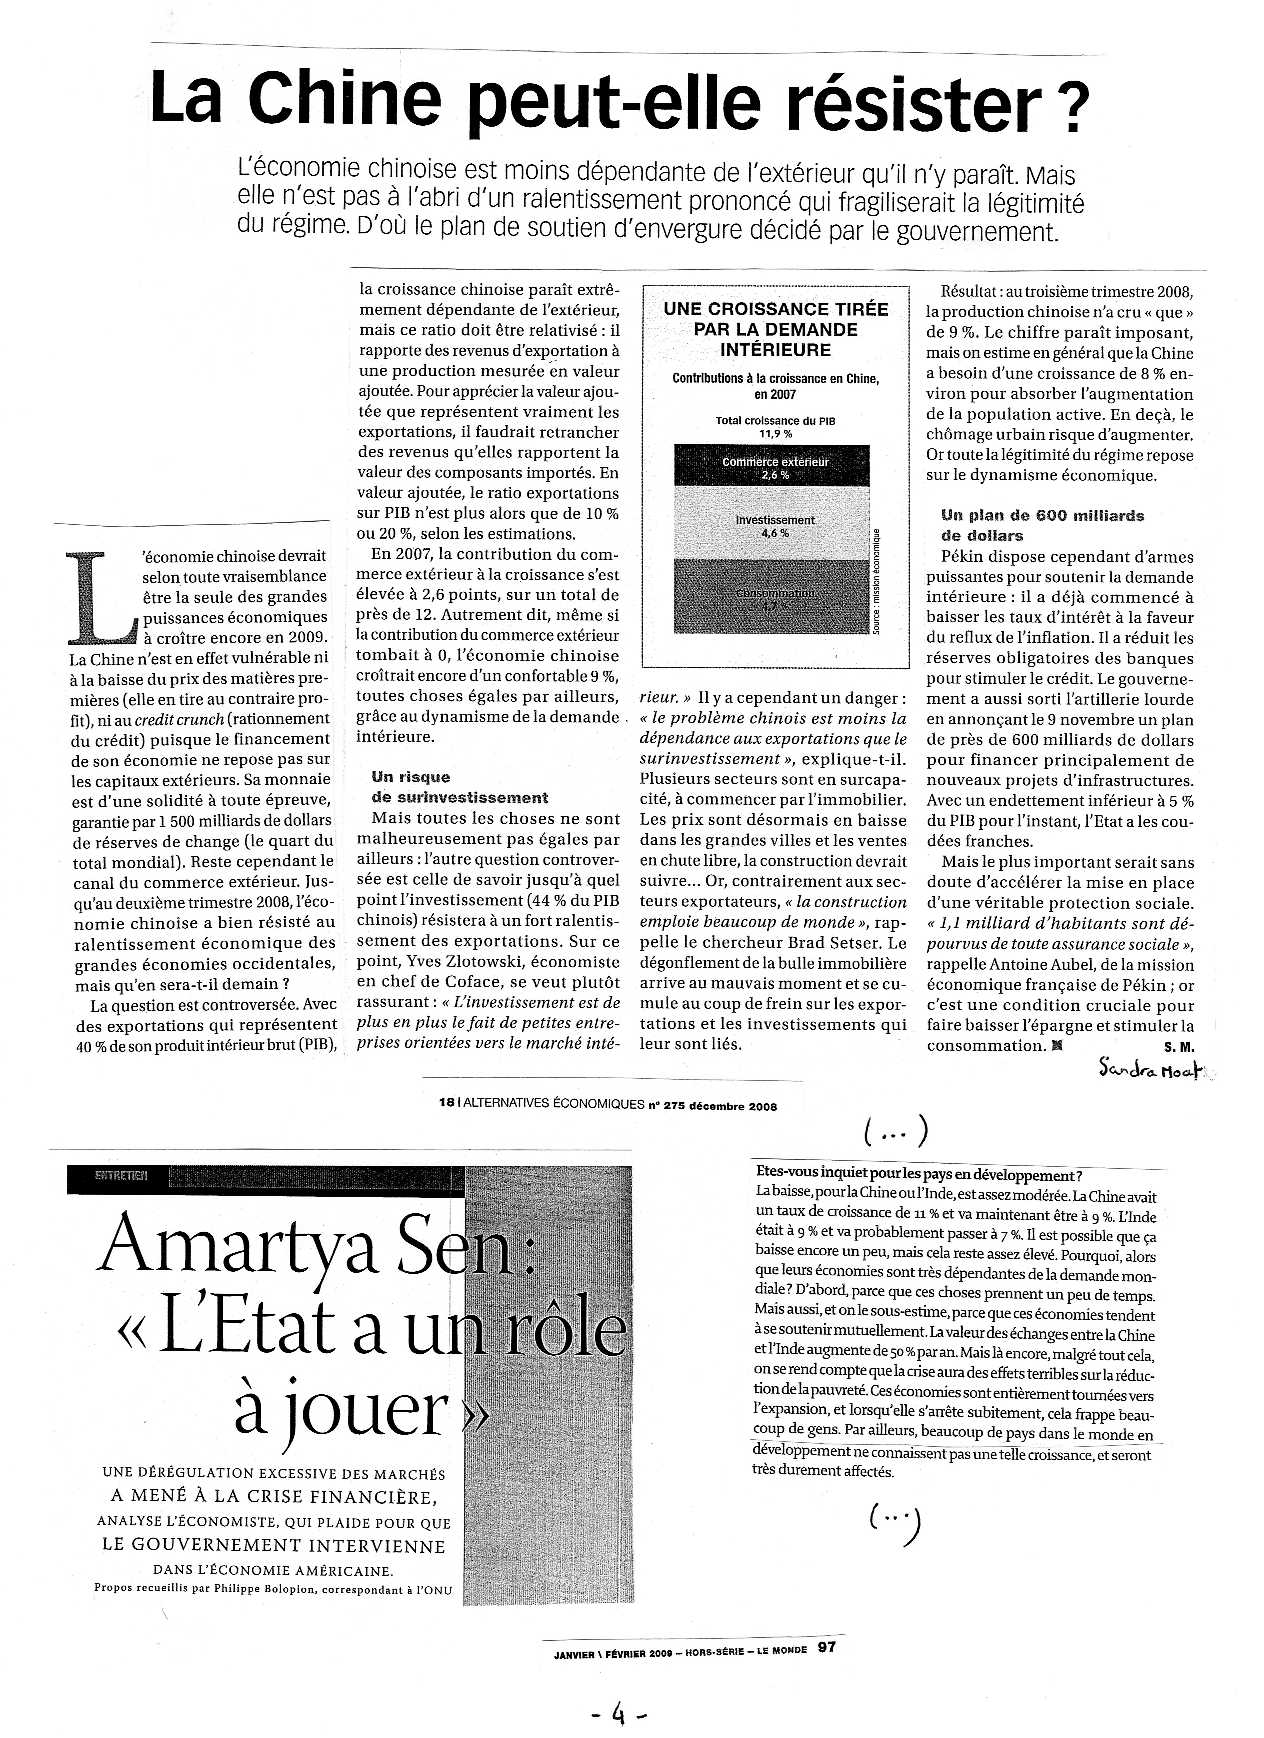 La Chine peut-elle résister ?
L'économie chinoise est moins dépendante de l'extérieur qu'il n'y paraît. Mais
elle n'est pas à l'abri d'un ralentissement prononcé qui fragiliserait la légitimité
du régime. D'où le plan de soutien d'envergure décidé par le gouvernement.
L'économie chinoise devrait
selon toute vraisemblance
être la seule des grandes
puissances économiques
à croître encore en 2009.
La Chine n'est en effet vulnérable ni
à la baisse du prix des matières pre-
mières (elle en tire au contraire pro-
fit), ni au credit crunch (rationnement
du crédit) puisque le financement
de son économie ne repose pas sur
les capitaux extérieurs. Sa monnaie
est d'une solidité à toute épreuve,
garantie par 1 500 milliards de dollars
de réserves de change (le quart du
total mondial). Reste cependant le
canal du commerce extérieur. Jus-
qu'au deuxième trimestre 2008, l'éco-
nomie chinoise a bien résisté au
ralentissement économique des
grandes économies occidentales,
mais qu'en sera-t-il demain ?
La question est controversée. Avec
des exportations qui représentent
40 % de son produit intérieur brut (PIB),
la croissance chinoise paraît extrê-
mement dépendante de l'extérieur,
mais ce ratio doit être relativisé : il
rapporte des revenus d'exportation à
une production mesurée en valeur
ajoutée. Pour apprécier la valeur ajou-
tée que représentent vraiment les
exportations, il faudrait retrancher
des revenus qu'elles rapportent la
valeur des composants importés. En
valeur ajoutée, le ratio exportations
sur PIB n'est plus alors que de 10 %
ou 20 %, selon les estimations.
En 2007, la contribution du com-
merce extérieur à la croissance s'est
élevée à 2,6 points, sur un total de
près de 12. Autrement dit, même si
la contribution du commerce extérieur
tombait à 0, l'économie chinoise
croîtrait encore d'un confortable 9 %,
toutes choses égales par ailleurs,
grâce au dynamisme de la demande
intérieure.
Un risque
de surinvestissement
Mais toutes les choses ne sont
malheureusement pas égales par
ailleurs : l'autre question controver-
sée est celle de savoir jusqu'à quel
point l'investissement (44 % du PIB
chinois) résistera à un fort ralentis-
sement des exportations. Sur ce
point, Yves Zlotowski, économiste
en chef de Coface, se veut plutôt
rassurant : « L'investissement est de
plus en plus le fait de petites entre-
prises orientées vers le marché inté-
UNE CROISSANCE TIRÉE
PAR LA DEMANDE
INTÉRIEURE
Contributions à la croissance en Chine,
en 2007
Total croissance du PIB
11,9 %
Commerce extérieur
2,6 %
Investissement
4,6 %
Consommation
4,7
Source : mission économique
rieur. » Il y a cependant un danger :
« le problème chinois est moins la
dépendance aux exportations que le
surinvestissement », explique-t-il.
Plusieurs secteurs sont en surcapa-
cité, à commencer par l'immobilier.
Les prix sont désormais en baisse
dans les grandes villes et les ventes
en chute libre, la construction devrait
suivre... Or, contrairement aux sec-
teurs exportateurs, « la construction
emploie beaucoup de monde », rap-
pelle le chercheur Brad Setser. Le
dégonflement de la bulle immobilière
arrive au mauvais moment et se cu-
mule au coup de frein sur les expor-
tations et les investissements qui
leur sont liés.
Résultat : au troisième trimestre 2008,
la production chinoise n'a cru « que »
de 9 %. Le chiffre paraît imposant,
mais on estime en général que la Chine
a besoin d'une croissance de 8 % en-
viron pour absorber l'augmentation
de la population active. En deçà, le
chômage urbain risque d'augmenter.
Or toute la légitimité du régime repose
sur le dynamisme économique.
Un plan de 600 milliards
de dollars
Pékin dispose cependant d'armes
puissantes pour soutenir la demande
intérieure : il a déjà commencé à
baisser les taux d'intérêt à la faveur
du reflux de l'inflation. Il a réduit les
réserves obligatoires des banques
pour stimuler le crédit. Le gouverne-
ment a aussi sorti l'artillerie lourde
en annonçant le 9 novembre un plan
de près de 600 milliards de dollars
pour financer principalement de
nouveaux projets d'infrastructures.
Avec un endettement inférieur à 5 %
du PIB pour l'instant, l'Etat a les cou-
dées franches.
Mais le plus important serait sans
doute d'accélérer la mise en place
d'une véritable protection sociale.
« 1,1 milliard d'habitants sont dé-
pourvus de toute assurance sociale »,
rappelle Antoine Aubel, de la mission
économique française de Pékin ; or
c'est une condition cruciale pour
faire baisser l'épargne et stimuler la
consommation. S. M.
Sandra Moat
18 | ALTERNATIVES ÉCONOMIQUES n° 275 décembre 2008
(...)
ENTRETIEN
Amartya Sen :
« L'Etat a un rôle
à jouer »
UNE DÉRÉGULATION EXCESSIVE DES MARCHÉS
A MENÉ À LA CRISE FINANCIÈRE,
ANALYSE L'ÉCONOMISTE, QUI PLAIDE POUR QUE
LE GOUVERNEMENT INTERVIENNE
DANS L'ÉCONOMIE AMÉRICAINE.
Propos recueillis par Philippe Bolopion, correspondant à l'ONU
Etes-vous inquiet pour les pays en développement ?
La baisse, pour la Chine ou l'Inde, est assez modérée. La Chine avait
un taux de croissance de 11 % et va maintenant être à 9 %. L'Inde
était à 9 % et va probablement passer à 7 %. Il est possible que ça
baisse encore un peu, mais cela reste assez élevé. Pourquoi, alors
que leurs économies sont très dépendantes de la demande mon-
diale ? D'abord, parce que ces choses prennent un peu de temps.
Mais aussi, et on le sous-estime, parce que ces économies tendent
à se soutenir mutuellement. La valeur des échanges entre la Chine
et l'Inde augmente de 50 % par an. Mais là encore, malgré tout cela,
on se rend compte que la crise aura des effets terribles sur la réduc-
tion de la pauvreté. Ces économies sont entièrement tournées vers
l'expansion, et lorsqu'elle s'arrête subitement, cela frappe beau-
coup de gens. Par ailleurs, beaucoup de pays dans le monde en
développement ne connaissent pas une telle croissance, et seront
très durement affectés.
(...)
JANVIER \ FÉVRIER 2009 – HORS-SÉRIE – LE MONDE 97
- 4 -